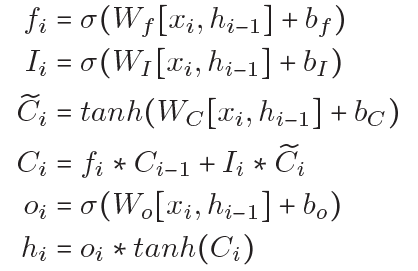 f_i = σ(W_f[x_i, h_{i-1}] + b_f)
I_i = σ(W_I[x_i, h_{i-1}] + b_I)
C̃_i = tanh(W_C[x_i, h_{i-1}] + b_C)
C_i = f_i * C_{i-1} + I_i * C̃_i
o_i = σ(W_o[x_i, h_{i-1}] + b_o)
h_i = o_i * tanh(C_i)